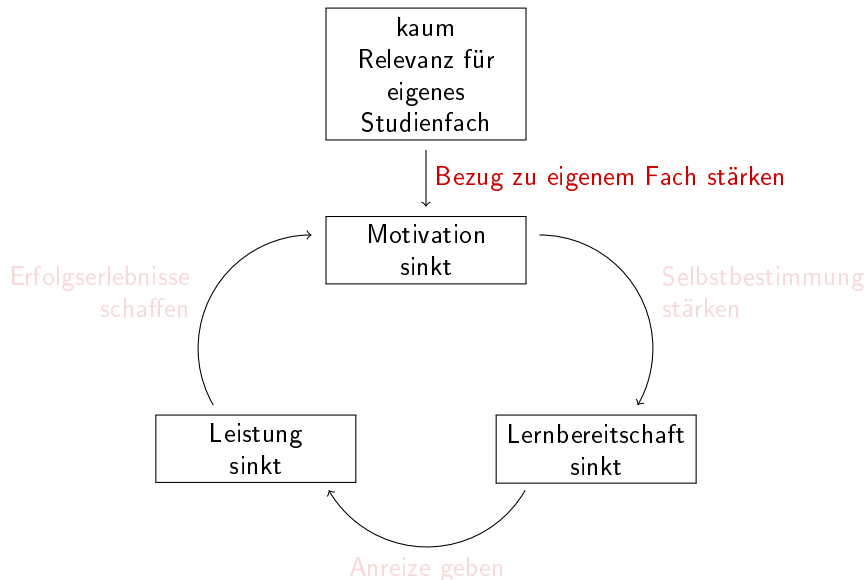 kaum
Relevanz für
eigenes
Studienfach
Bezug zu eigenem Fach stärken
Motivation
sinkt
Erfolgserlebnisse
schaffen
Selbstbestimmung
stärken
Leistung
sinkt
Lernbereitschaft
sinkt
Anreize geben